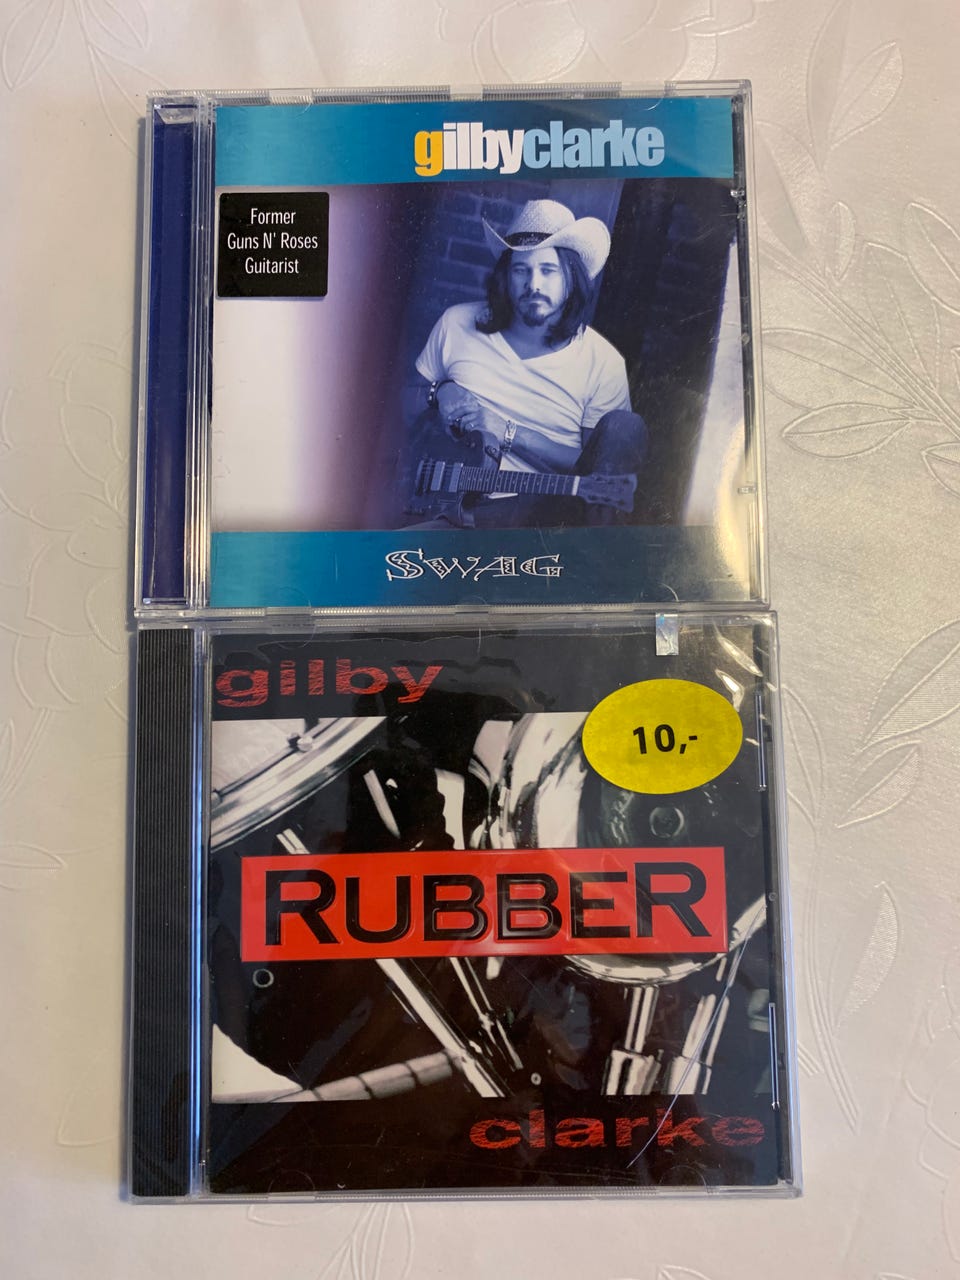 gilbyclarke
Former
Guns N' Roses
Guitarist
SWAG
gilby
10,-
RUBBER
clarke